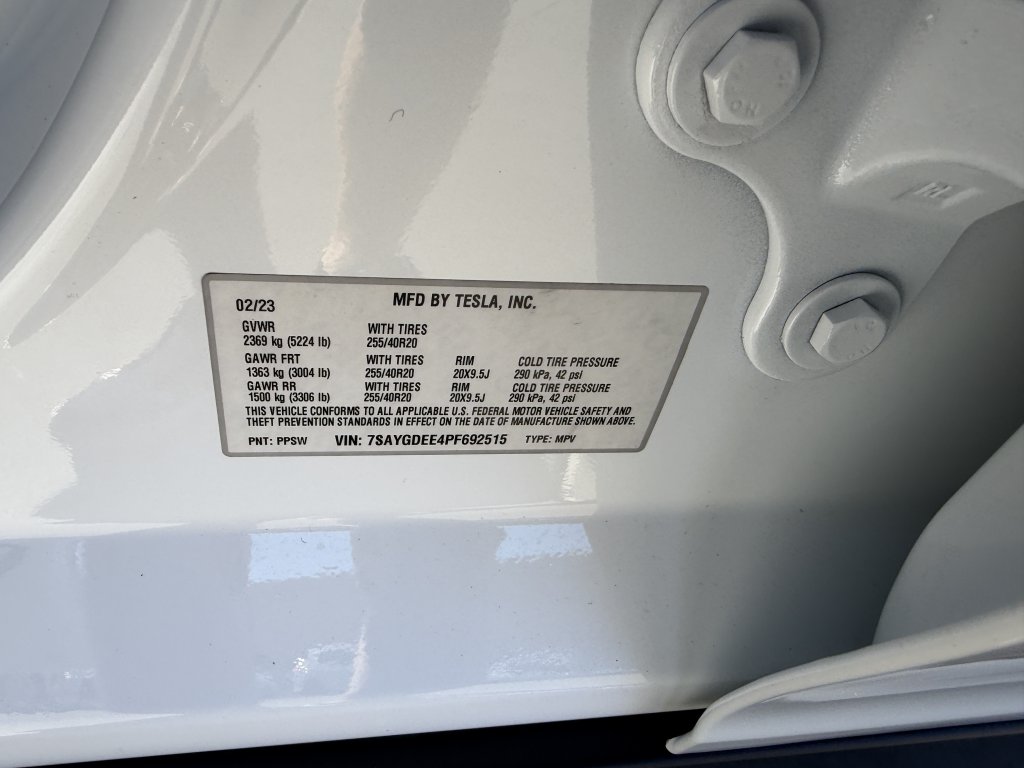 02/23 MFD BY TESLA, INC.
GVWR WITH TIRES
2369 kg (5224 lb) 255/40R20
GAWR FRT WITH TIRES RIM COLD TIRE PRESSURE
1363 kg (3004 lb) 255/40R20 20X9.5J 290 kPa, 42 psi
GAWR RR WITH TIRES RIM COLD TIRE PRESSURE
1500 kg (3306 lb) 255/40R20 20X9.5J 290 kPa, 42 psi
THIS VEHICLE CONFORMS TO ALL APPLICABLE U.S. FEDERAL MOTOR VEHICLE SAFETY AND
THEFT PREVENTION STANDARDS IN EFFECT ON THE DATE OF MANUFACTURE SHOWN ABOVE.
PNT: PPSW VIN: 7SAYGDEE4PF692515 TYPE: MPV